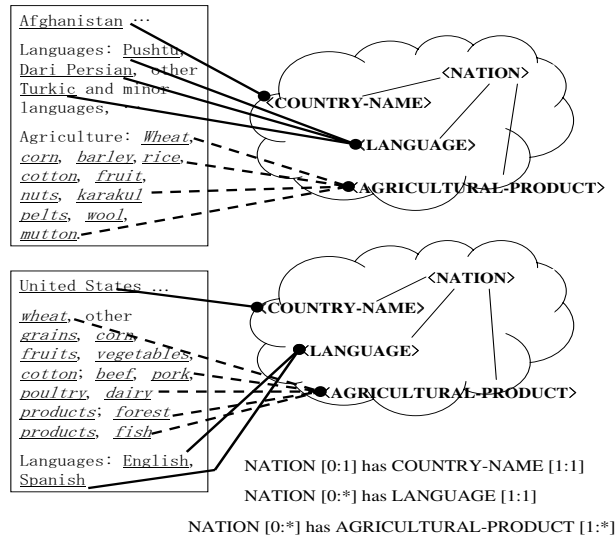 Afghanistan ...
Languages: Pushtu,
Dari Persian, other
Turkic and minor
languages, ...
Agriculture: Wheat,
corn, barley, rice,
cotton, fruit,
nuts, karakul
pelts, wool,
mutton.
<NATION>
<COUNTRY-NAME>
<LANGUAGE>
<AGRICULTURAL-PRODUCT>
United States ...
wheat, other
grains, corn,
fruits, vegetables,
cotton; beef, pork,
poultry, dairy
products; forest
products, fish
Languages: English,
Spanish
<NATION>
<COUNTRY-NAME>
<LANGUAGE>
<AGRICULTURAL-PRODUCT>
NATION [0:1] has COUNTRY-NAME [1:1]
NATION [0:*] has LANGUAGE [1:1]
NATION [0:*] has AGRICULTURAL-PRODUCT [1:*]